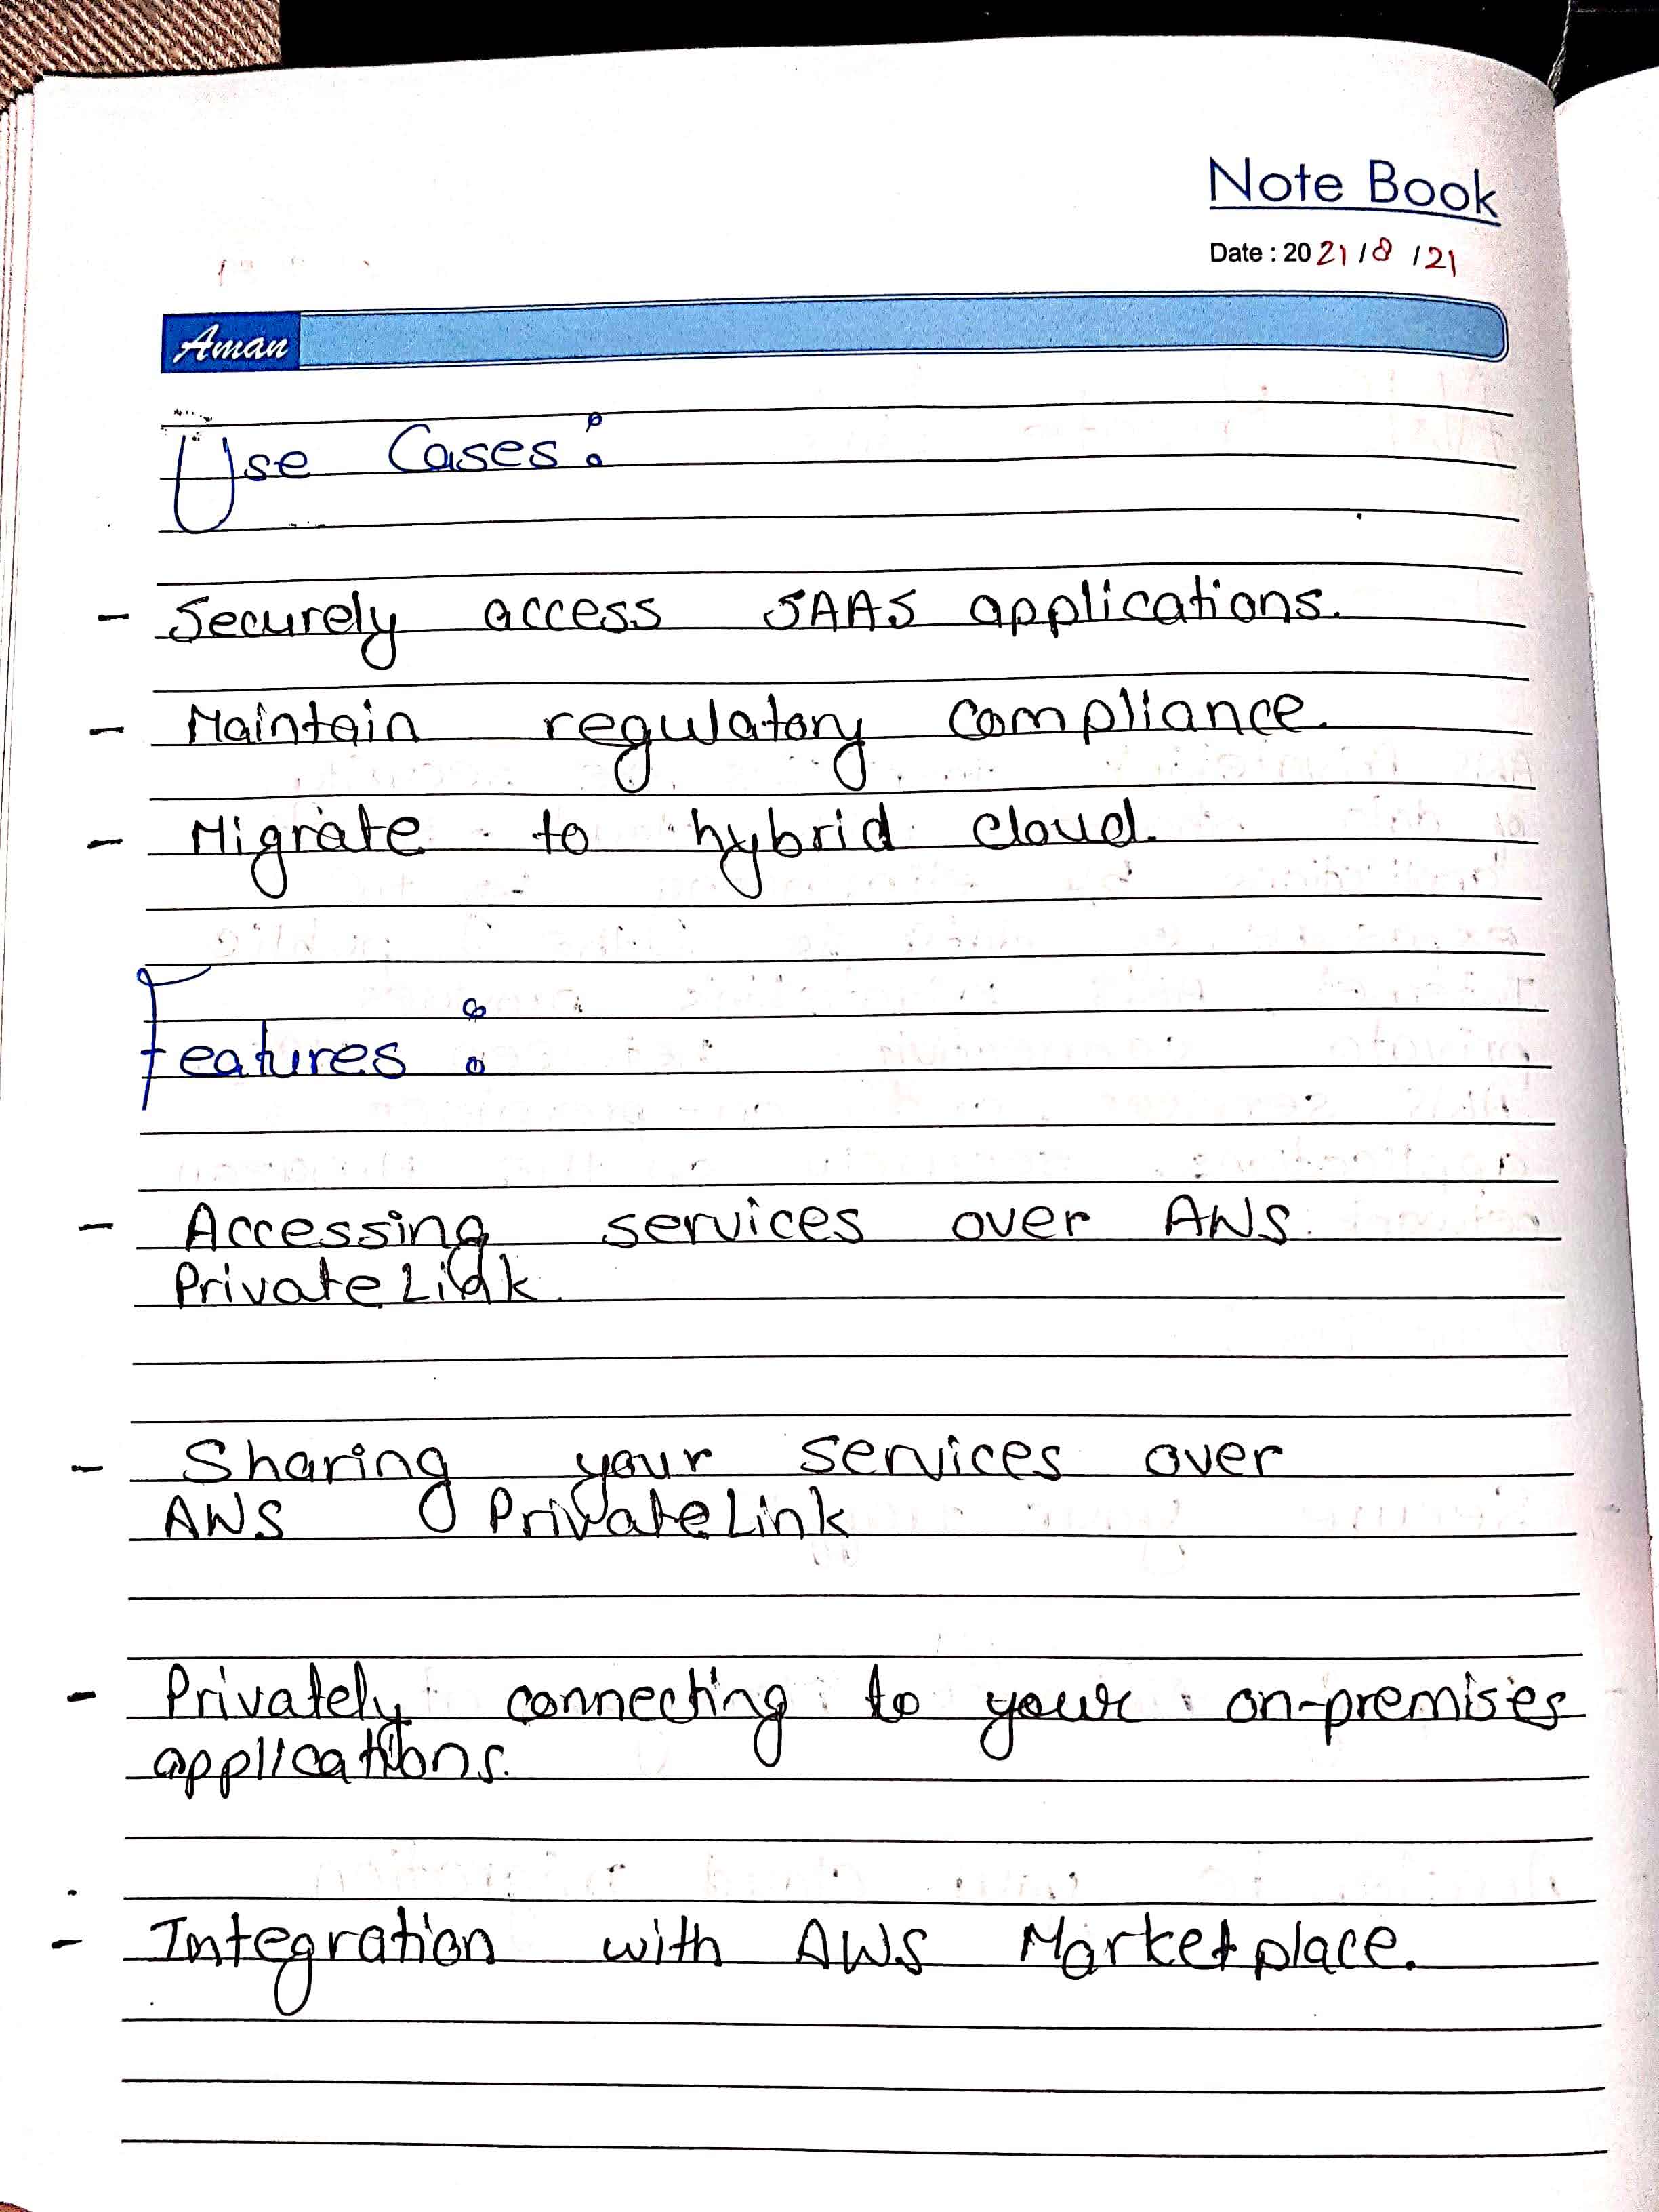 Note Book
Date : 2021/8/21
Aman
Use Cases:
- Securely access SAAS applications.
- Maintain regulatory compliance.
- Migrate to hybrid cloud.
Features :
- Accessing services over AWS
PrivateLink.
- Sharing your services over
AWS PrivateLink
- Privately connecting to your on-premises
applications.
- Integration with AWS Marketplace.